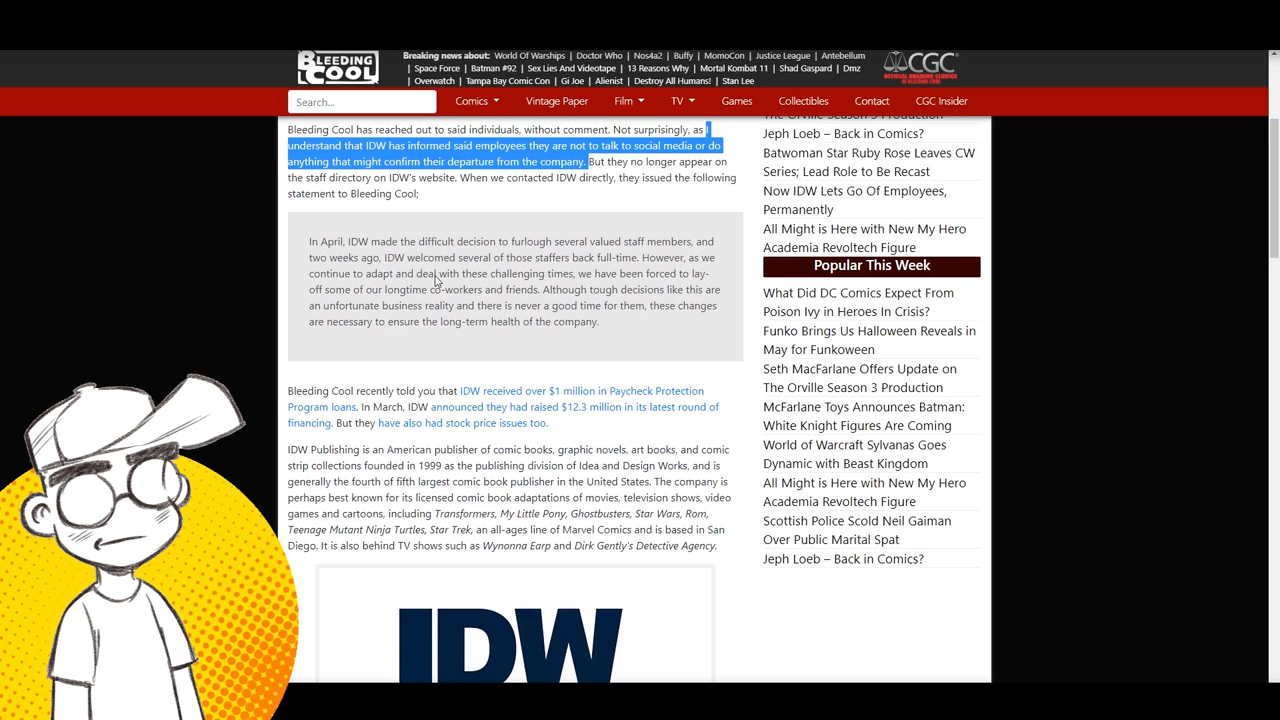 BLEEDING COOL
Breaking news about: World Of Warships | Doctor Who | Nos4a2 | Buffy | MomoCon | Justice League | Antebellum
| Space Force | Batman #92 | Sex Lies And Videotape | 13 Reasons Why | Mortal Kombat 11 | Shad Gaspard | Dmz
| Overwatch | Tampa Bay Comic Con | Gi Joe | Alienist | Destroy All Humans! | Stan Lee
CGC
OFFICIAL GRADING SERVICE
OF BLEEDING COOL
Search...
Comics
Vintage Paper
Film
TV
Games
Collectibles
Contact
CGC Insider
Bleeding Cool has reached out to said individuals, without comment. Not surprisingly, as I
understand that IDW has informed said employees they are not to talk to social media or do
anything that might confirm their departure from the company. But they no longer appear on
the staff directory on IDW's website. When we contacted IDW directly, they issued the following
statement to Bleeding Cool;
In April, IDW made the difficult decision to furlough several valued staff members, and
two weeks ago, IDW welcomed several of those staffers back full-time. However, as we
continue to adapt and deal with these challenging times, we have been forced to lay-
off some of our longtime co-workers and friends. Although tough decisions like this are
an unfortunate business reality and there is never a good time for them, these changes
are necessary to ensure the long-term health of the company.
Bleeding Cool recently told you that IDW received over $1 million in Paycheck Protection
Program loans. In March, IDW announced they had raised $12.3 million in its latest round of
financing. But they have also had stock price issues too.
IDW Publishing is an American publisher of comic books, graphic novels, art books, and comic
strip collections founded in 1999 as the publishing division of Idea and Design Works, and is
generally the fourth of fifth largest comic book publisher in the United States. The company is
perhaps best known for its licensed comic book adaptations of movies, television shows, video
games and cartoons, including Transformers, My Little Pony, Ghostbusters, Star Wars, Rom,
Teenage Mutant Ninja Turtles, Star Trek, an all-ages line of Marvel Comics and is based in San
Diego. It is also behind TV shows such as Wynonna Earp and Dirk Gently's Detective Agency.
IDW
The Orville Season 3 Production
Jeph Loeb – Back in Comics?
Batwoman Star Ruby Rose Leaves CW
Series; Lead Role to Be Recast
Now IDW Lets Go Of Employees,
Permanently
All Might is Here with New My Hero
Academia Revoltech Figure
Popular This Week
What Did DC Comics Expect From
Poison Ivy in Heroes In Crisis?
Funko Brings Us Halloween Reveals in
May for Funkoween
Seth MacFarlane Offers Update on
The Orville Season 3 Production
McFarlane Toys Announces Batman:
White Knight Figures Are Coming
World of Warcraft Sylvanas Goes
Dynamic with Beast Kingdom
All Might is Here with New My Hero
Academia Revoltech Figure
Scottish Police Scold Neil Gaiman
Over Public Marital Spat
Jeph Loeb – Back in Comics?